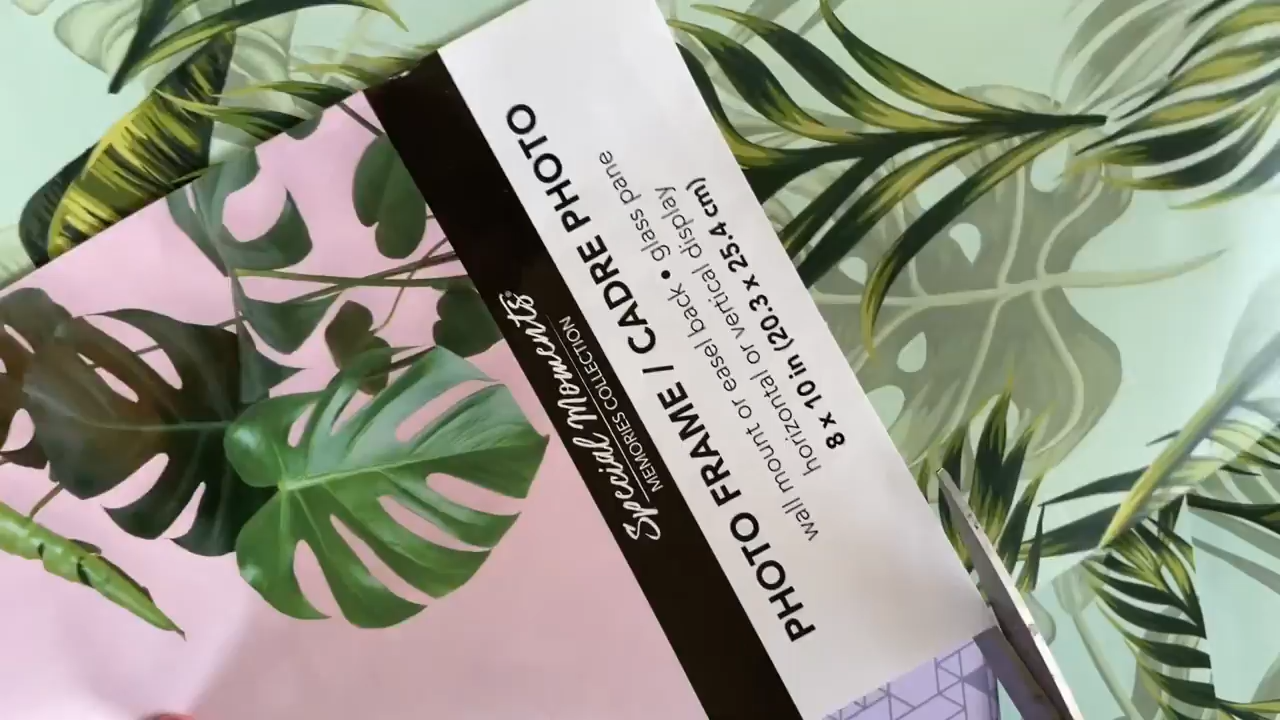 Special Moments®
MEMORIES COLLECTION
PHOTO FRAME / CADRE PHOTO
wall mount or easel back • glass pane
horizontal or vertical display
8 x 10 in (20.3 x 25.4 cm)